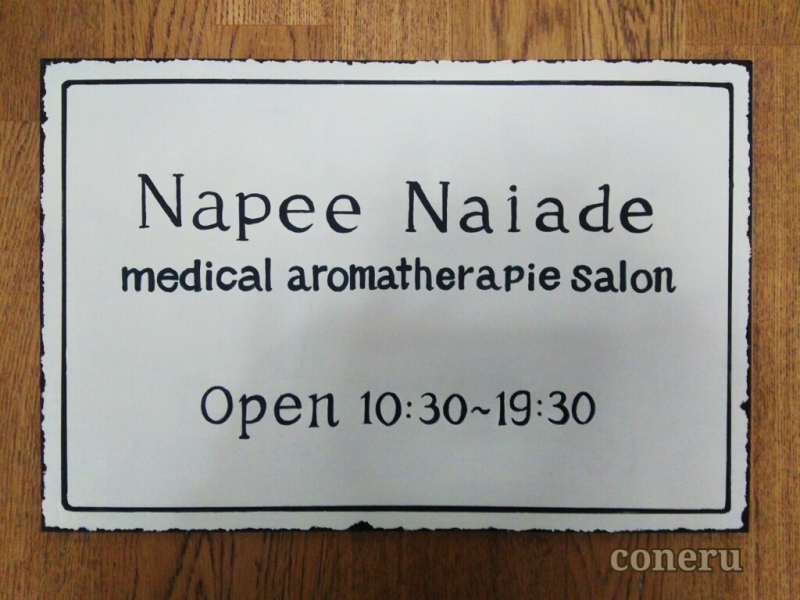 Napee Naiade
medical aromatherapie salon
Open 10:30~19:30
coneru